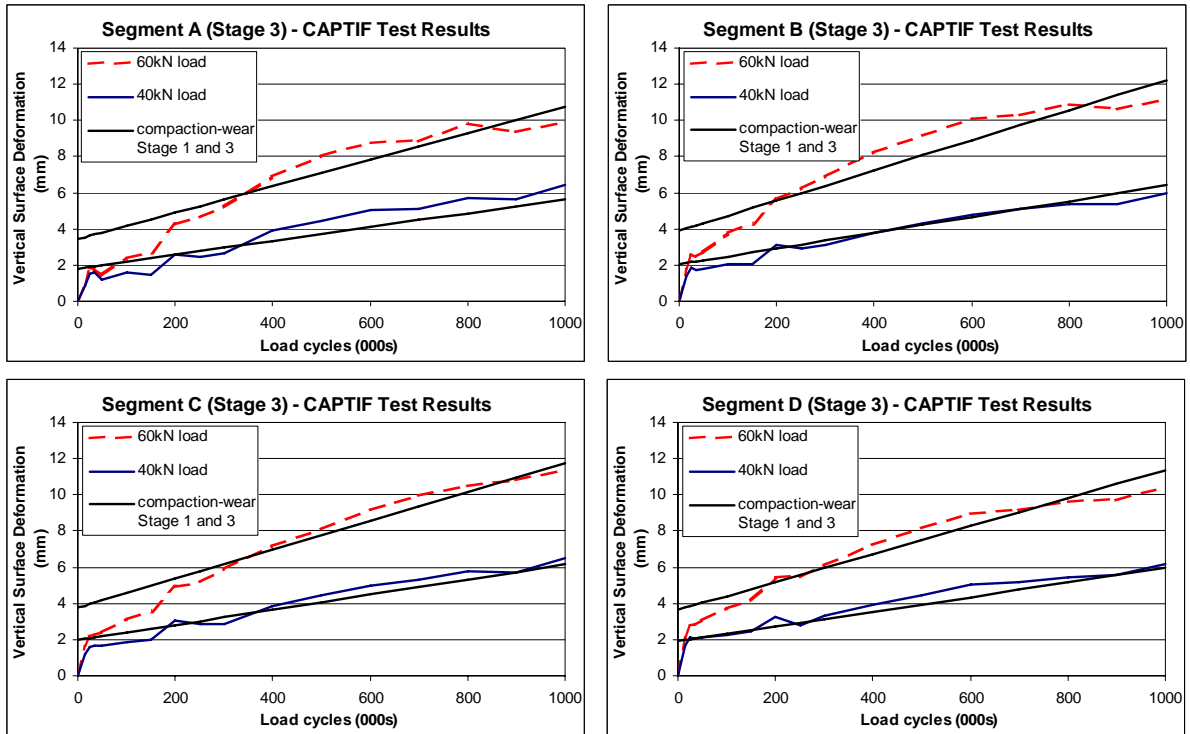 Segment A (Stage 3) - CAPTIF Test Results
Vertical Surface Deformation
(mm)
14
12
10
8
6
4
2
0
60kN load
40kN load
compaction-wear
Stage 1 and 3
0 200 400 600 800 1000
Load cycles (000s)
Segment B (Stage 3) - CAPTIF Test Results
Vertical Surface Deformation
(mm)
14
12
10
8
6
4
2
0
60kN load
40kN load
compaction-wear
Stage 1 and 3
0 200 400 600 800 1000
Load cycles (000s)
Segment C (Stage 3) - CAPTIF Test Results
Vertical Surface Deformation
(mm)
14
12
10
8
6
4
2
0
60kN load
40kN load
compaction-wear
Stage 1 and 3
0 200 400 600 800 1000
Load cycles (000s)
Segment D (Stage 3) - CAPTIF Test Results
Vertical Surface Deformation
(mm)
14
12
10
8
6
4
2
0
60kN load
40kN load
compaction-wear
Stage 1 and 3
0 200 400 600 800 1000
Load cycles (000s)